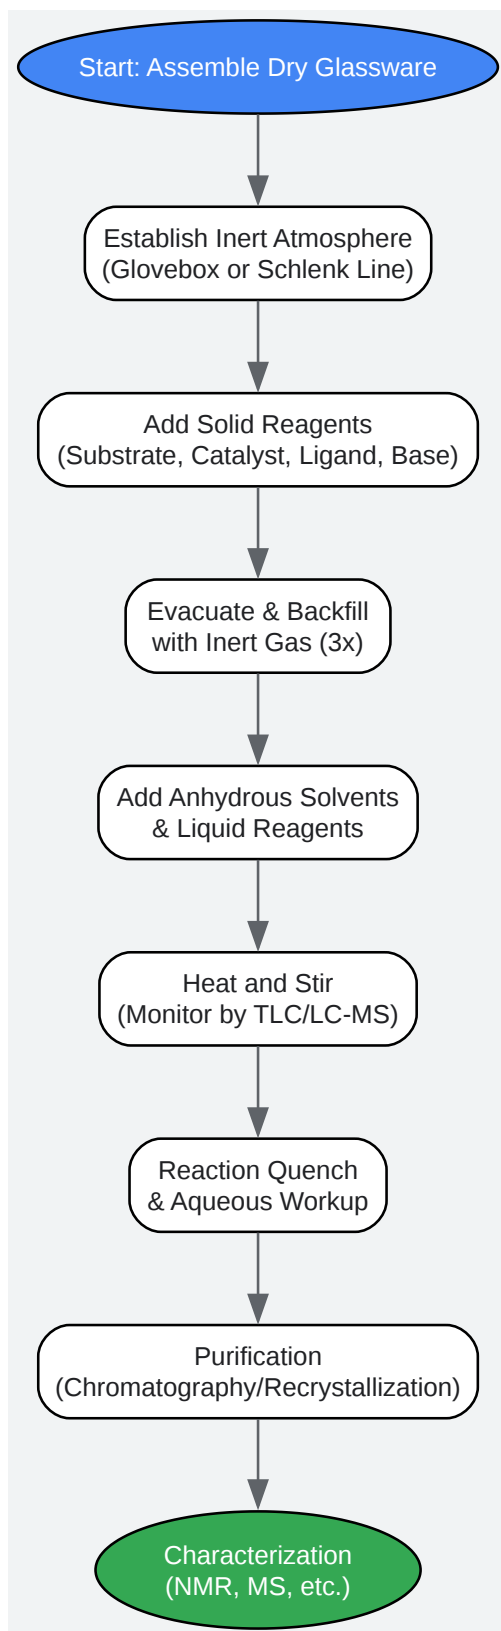 Start: Assemble Dry Glassware
Establish Inert Atmosphere
(Glovebox or Schlenk Line)
Add Solid Reagents
(Substrate, Catalyst, Ligand, Base)
Evacuate & Backfill
with Inert Gas (3x)
Add Anhydrous Solvents
& Liquid Reagents
Heat and Stir
(Monitor by TLC/LC-MS)
Reaction Quench
& Aqueous Workup
Purification
(Chromatography/Recrystallization)
Characterization
(NMR, MS, etc.)